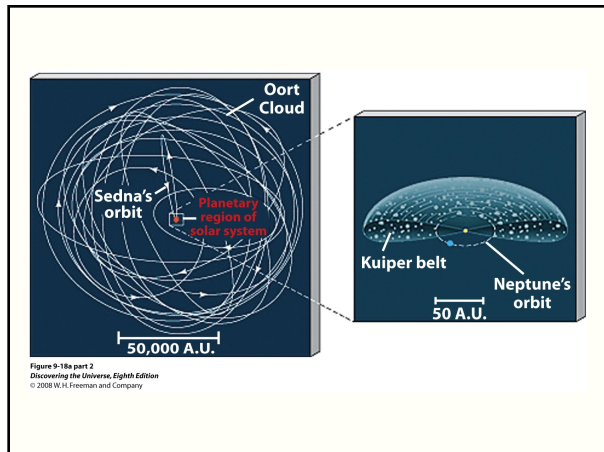 Oort
Cloud
Sedna's
orbit
Planetary
region of
solar system
50,000 A.U.
Kuiper belt
Neptune's
orbit
50 A.U.
Figure 9-18a part 2
Discovering the Universe, Eighth Edition
© 2008 W. H. Freeman and Company